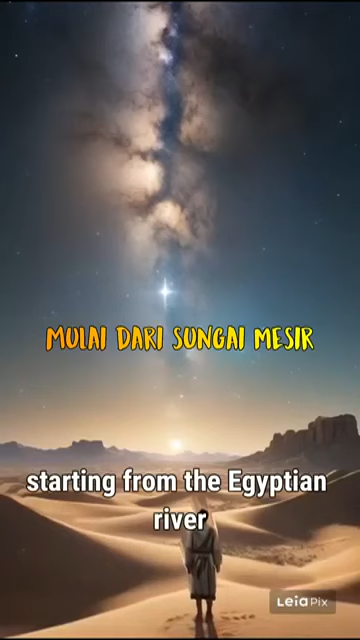 MULAI DARI SUNGAI MESIR
starting from the Egyptian
river
LeiaPix